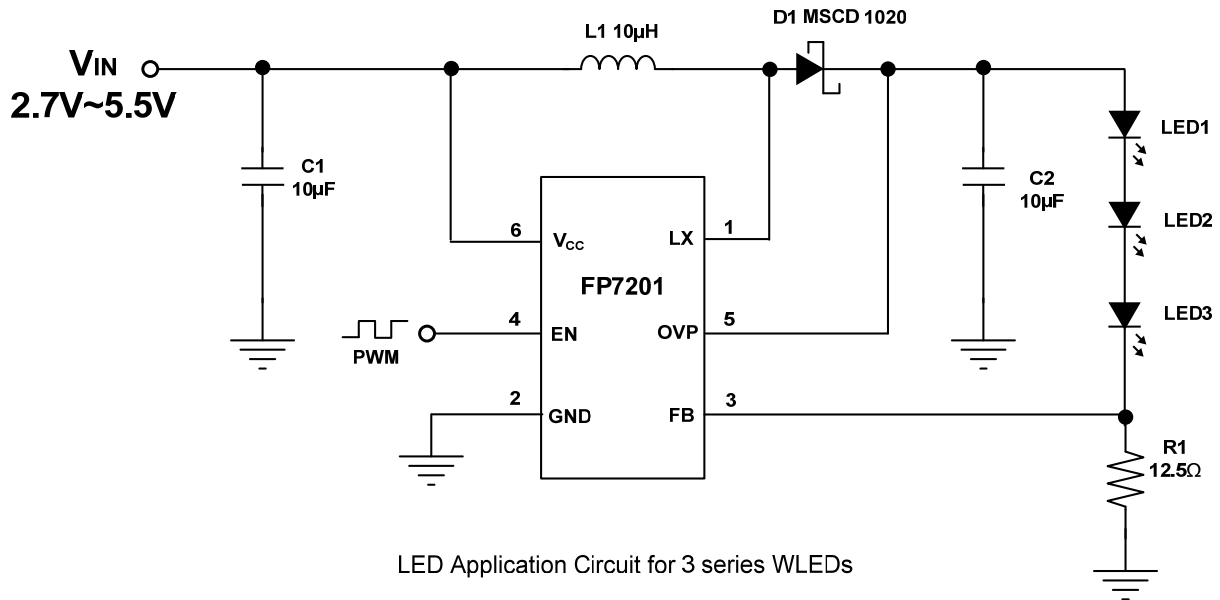 D1 MSCD 1020
L1 10µH
VIN
2.7V~5.5V
C1
10µF
C2
10µF
LED1
LED2
LED3
6
VCC
LX
1
FP7201
4
EN
OVP
5
PWM
2
GND
FB
3
R1
12.5Ω
LED Application Circuit for 3 series WLEDs